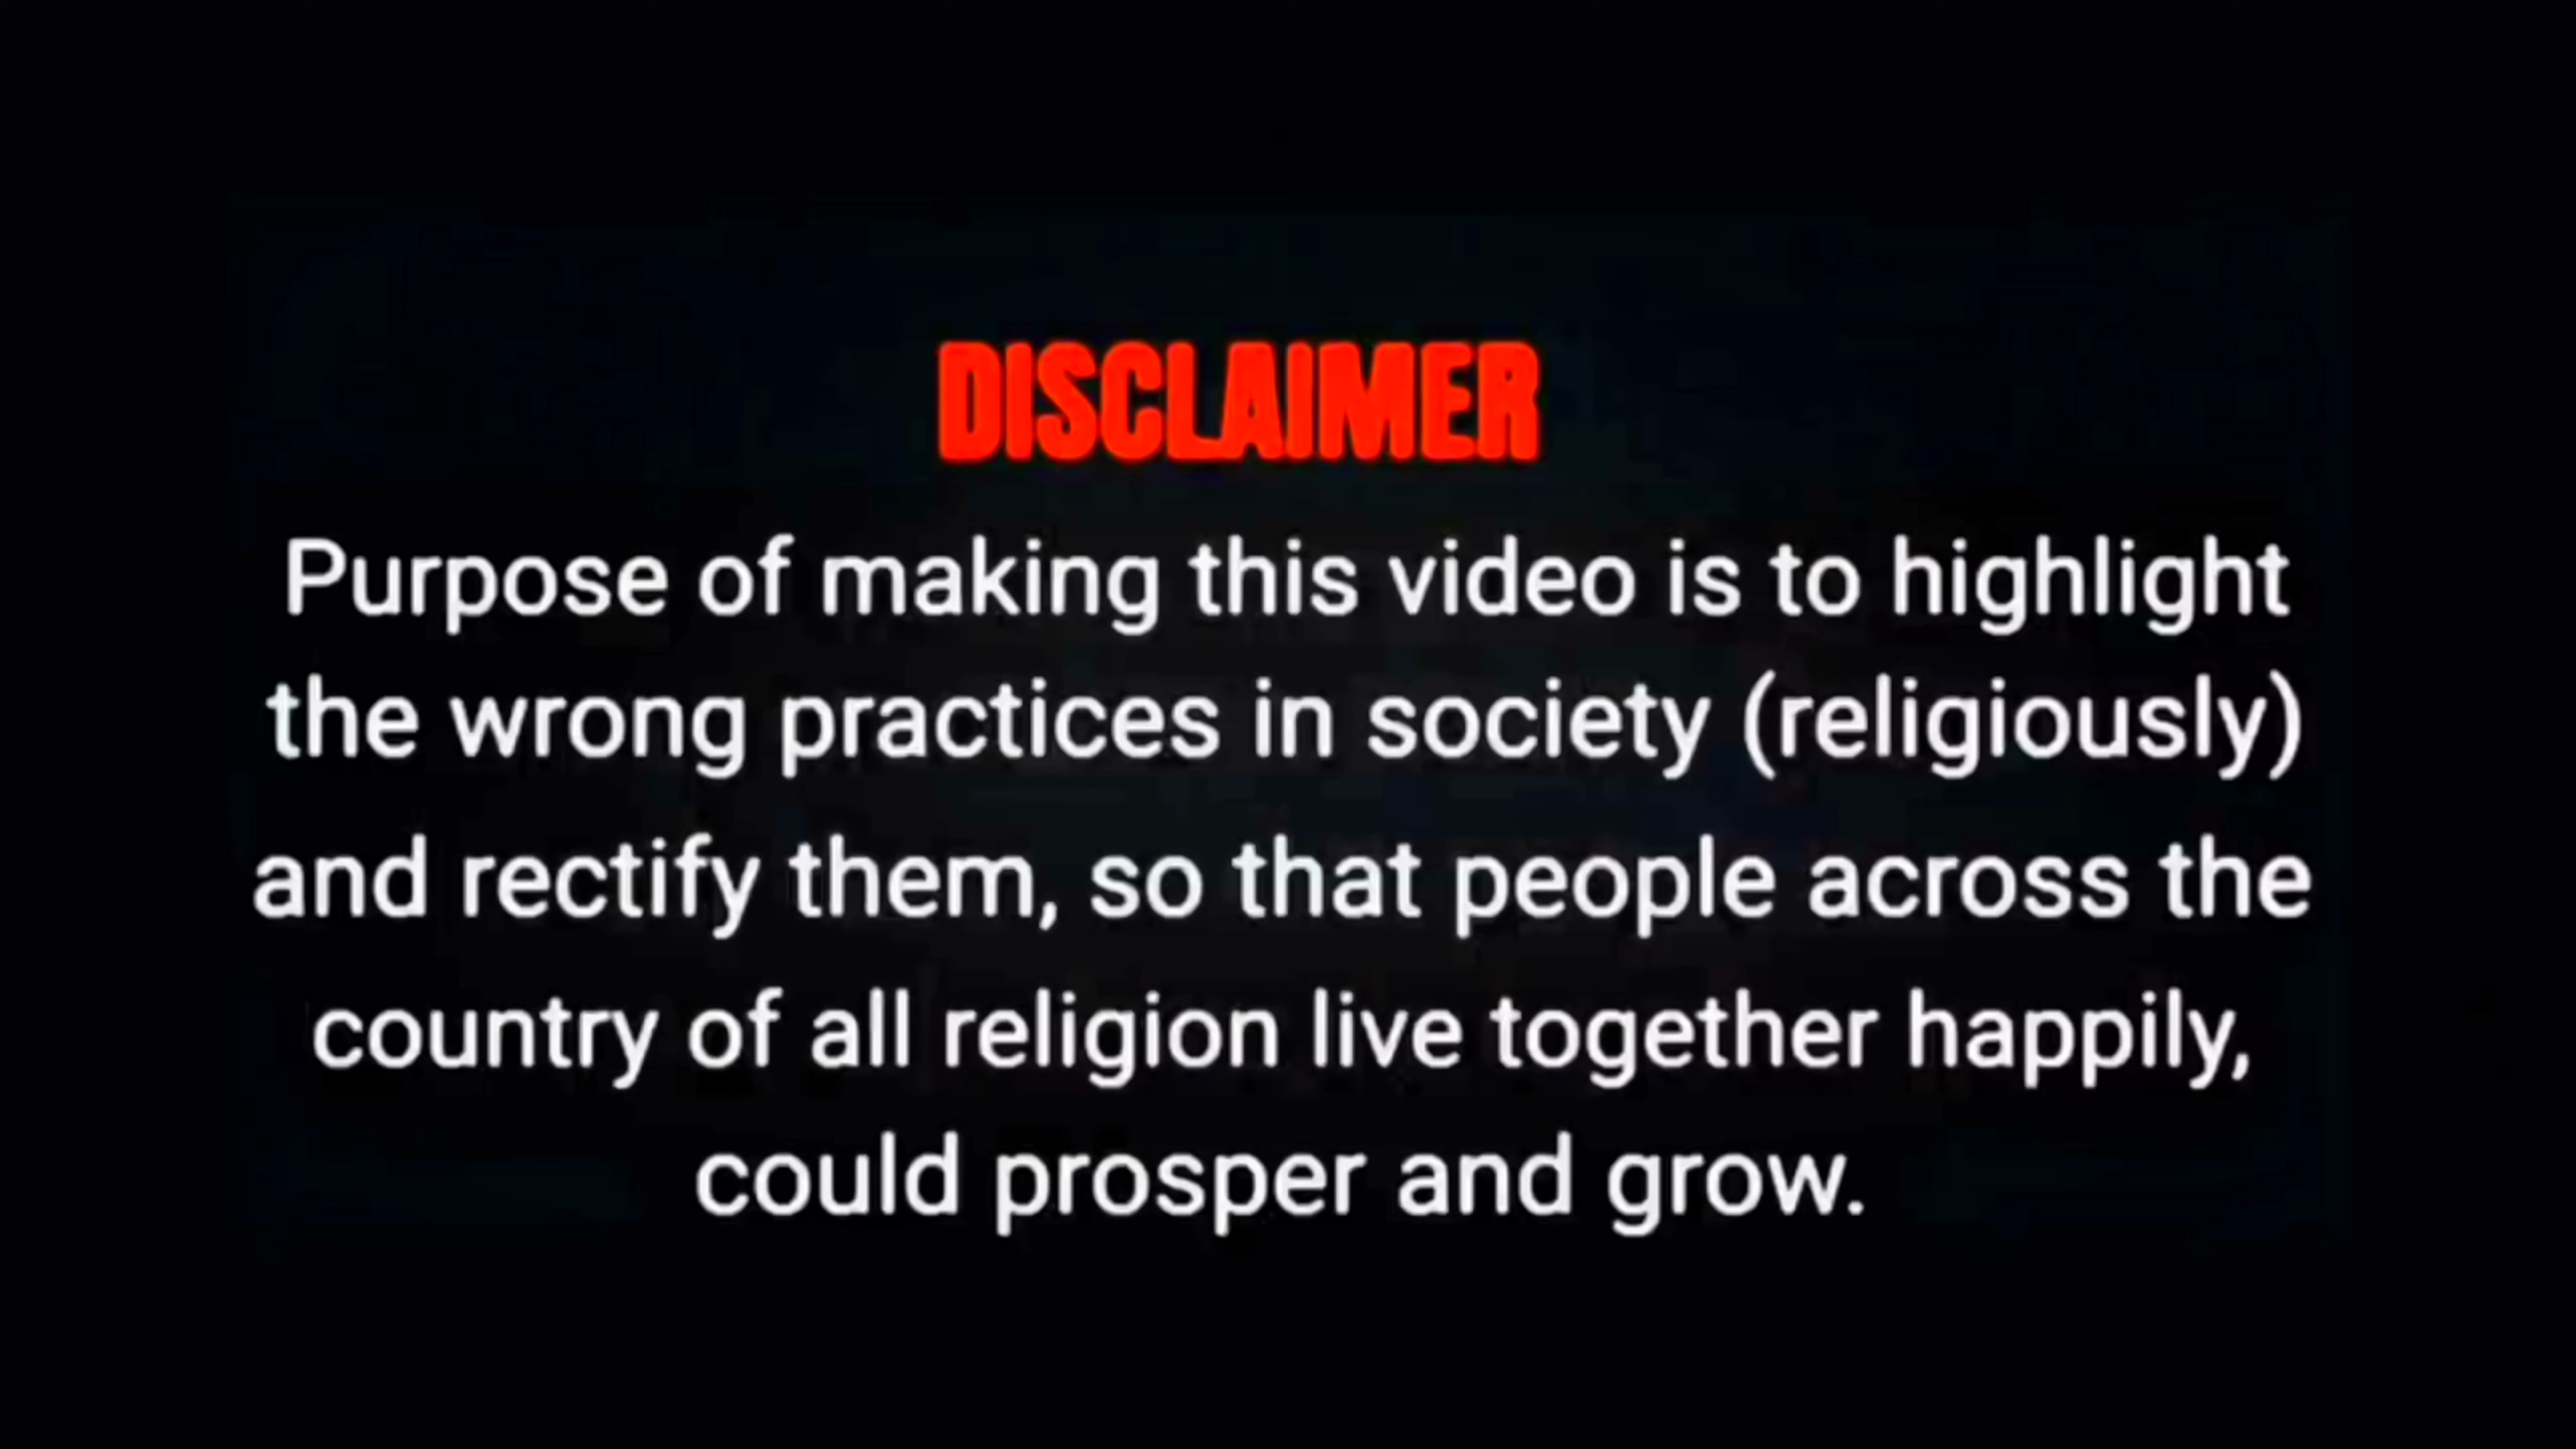 DISCLAIMER
Purpose of making this video is to highlight
the wrong practices in society (religiously)
and rectify them, so that people across the
country of all religion live together happily,
could prosper and grow.